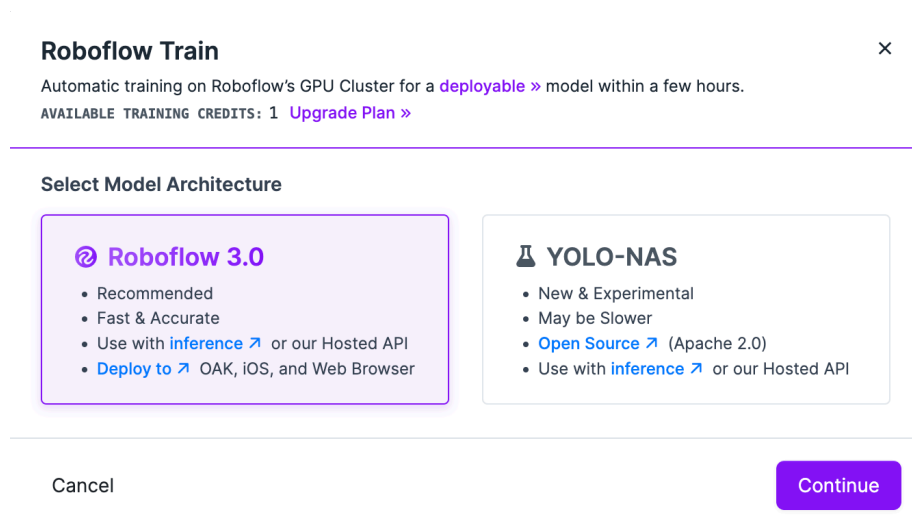 Roboflow Train
×
Automatic training on Roboflow’s GPU Cluster for a deployable » model within a few hours.
AVAILABLE TRAINING CREDITS: 1 Upgrade Plan »
Select Model Architecture
Roboflow 3.0
• Recommended
• Fast & Accurate
• Use with inference ↗ or our Hosted API
• Deploy to ↗ OAK, iOS, and Web Browser
YOLO-NAS
• New & Experimental
• May be Slower
• Open Source ↗ (Apache 2.0)
• Use with inference ↗ or our Hosted API
Cancel
Continue